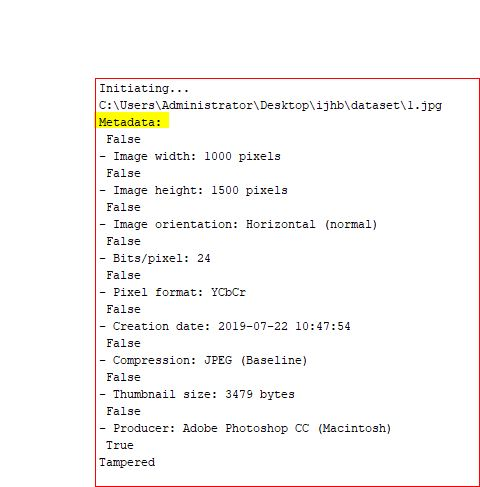 Initiating...
C:\Users\Administrator\Desktop\ijhb\dataset\1.jpg
Metadata:
False
- Image width: 1000 pixels
False
- Image height: 1500 pixels
False
- Image orientation: Horizontal (normal)
False
- Bits/pixel: 24
False
- Pixel format: YCbCr
False
- Creation date: 2019-07-22 10:47:54
False
- Compression: JPEG (Baseline)
False
- Thumbnail size: 3479 bytes
False
- Producer: Adobe Photoshop CC (Macintosh)
True
Tampered